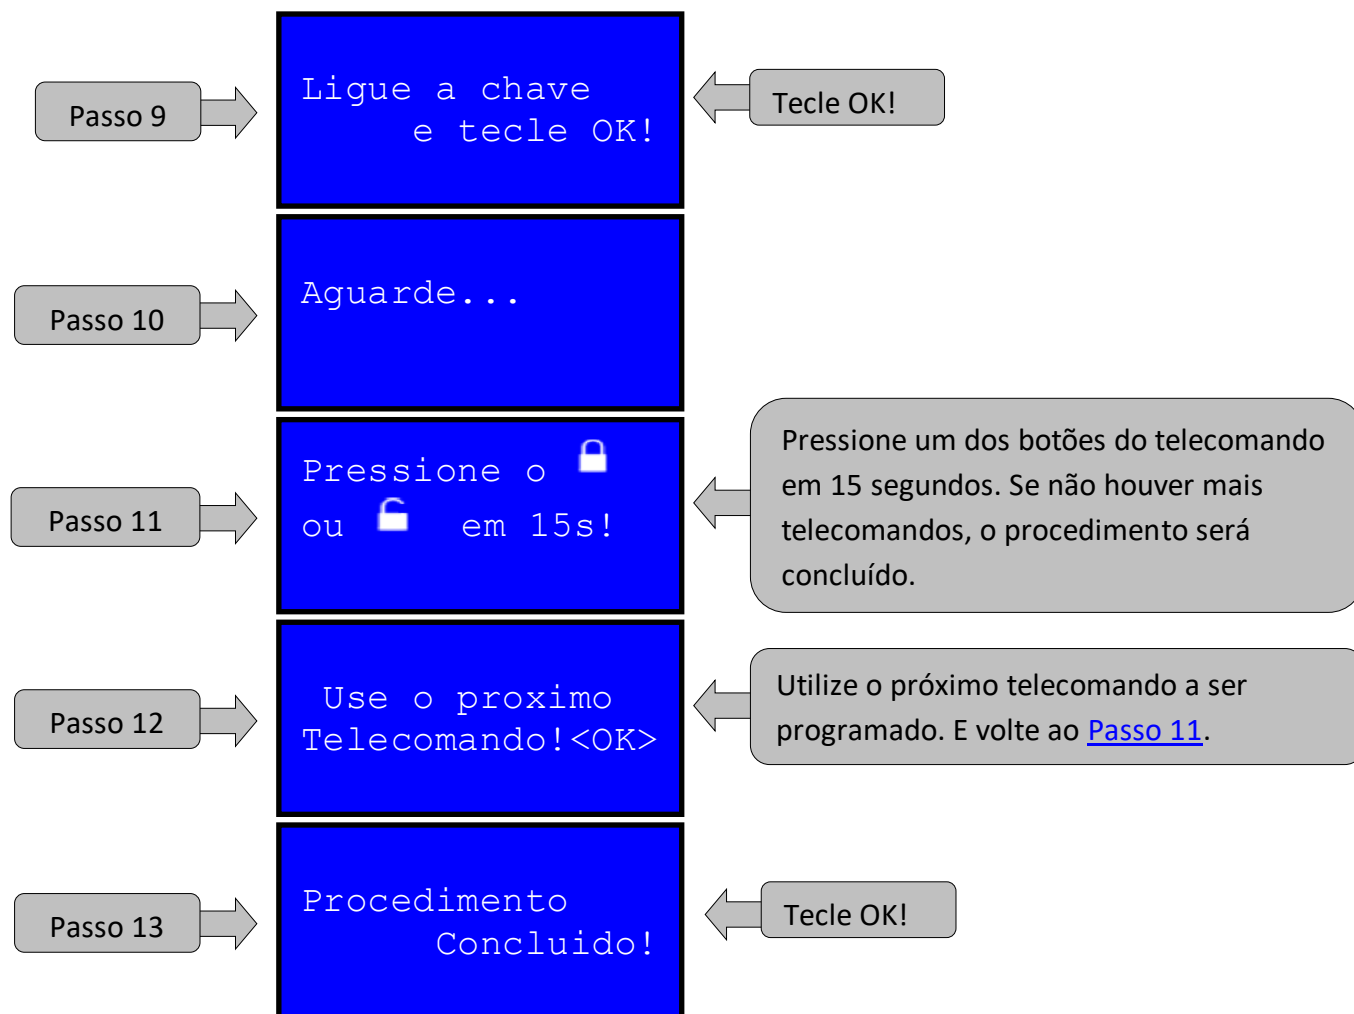 Passo 9
Ligue a chave
e tecle OK!
Tecle OK!
Passo 10
Aguarde...
Passo 11
Pressione o
ou em 15s!
Pressione um dos botões do telecomando
em 15 segundos. Se não houver mais
telecomandos, o procedimento será
concluído.
Passo 12
Use o proximo
Telecomando!<OK>
Utilize o próximo telecomando a ser
programado. E volte ao Passo 11.
Passo 13
Procedimento
Concluido!
Tecle OK!